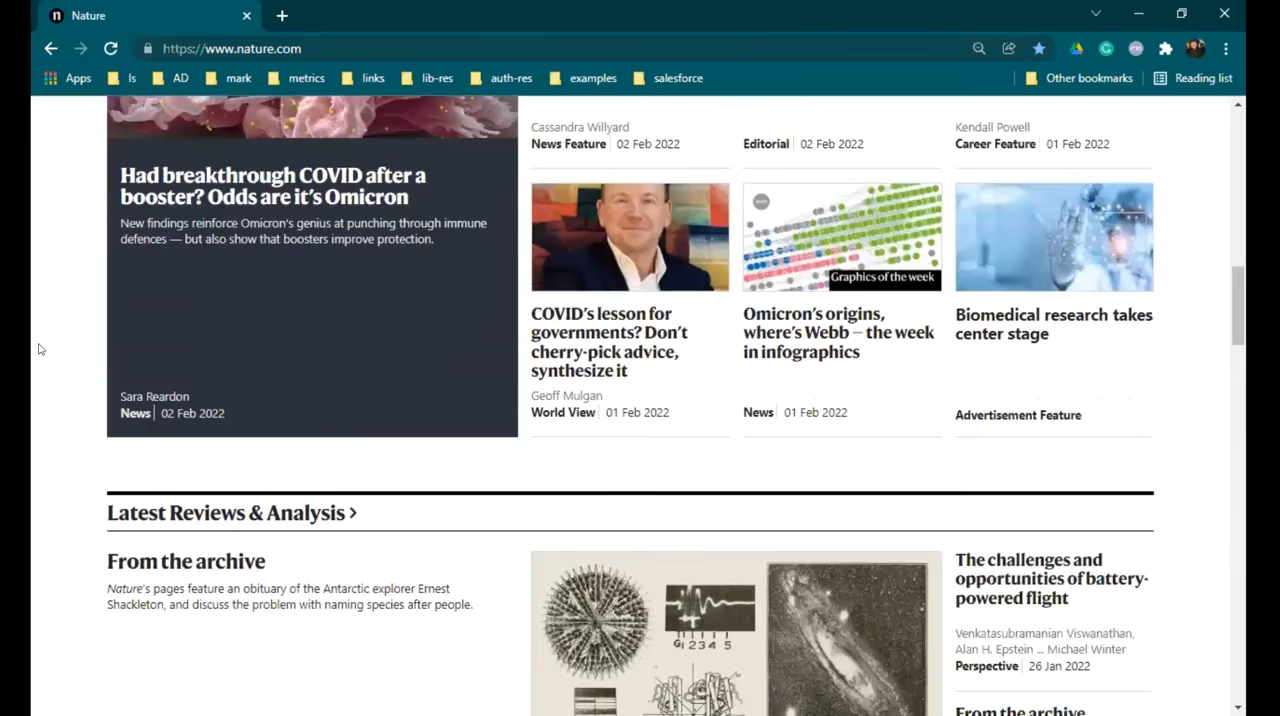 Nature
https://www.nature.com
Apps ls AD mark metrics links lib-res auth-res examples salesforce Other bookmarks Reading list
Had breakthrough COVID after a
booster? Odds are it's Omicron
New findings reinforce Omicron's genius at punching through immune
defences — but also show that boosters improve protection.
Sara Reardon
News 02 Feb 2022
Cassandra Willyard
News Feature 02 Feb 2022
Editorial 02 Feb 2022
Kendall Powell
Career Feature 01 Feb 2022
COVID's lesson for
governments? Don't
cherry-pick advice,
synthesize it
Geoff Mulgan
World View 01 Feb 2022
Graphics of the week
Omicron's origins,
where's Webb — the week
in infographics
News 01 Feb 2022
Biomedical research takes
center stage
Advertisement Feature
Latest Reviews & Analysis >
From the archive
Nature's pages feature an obituary of the Antarctic explorer Ernest
Shackleton, and discuss the problem with naming species after people.
G1 2 3 4 5
The challenges and
opportunities of battery-
powered flight
Venkatasubramanian Viswanathan,
Alan H. Epstein ... Michael Winter
Perspective 26 Jan 2022
From the archive